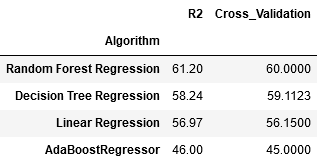 R2 Cross_Validation
Algorithm
Random Forest Regression 61.20 60.0000
Decision Tree Regression 58.24 59.1123
Linear Regression 56.97 56.1500
AdaBoostRegressor 46.00 45.0000